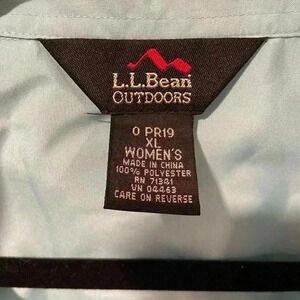 L.L.Bean
OUTDOORS
0 PR19
XL
WOMEN'S
MADE IN CHINA
100% POLYESTER
RN 71341
VN 04463
CARE ON REVERSE